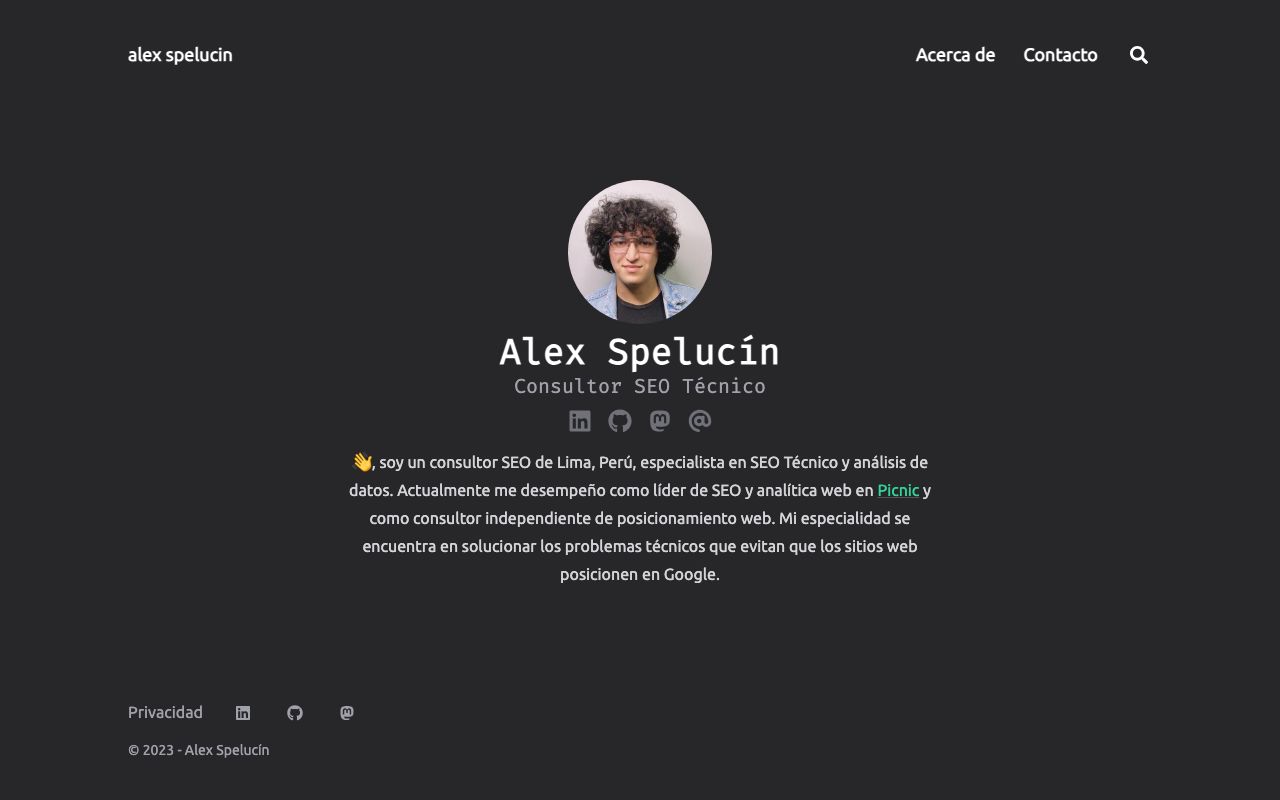 alex spelucin
Acerca de
Contacto
Alex Spelucín
Consultor SEO Técnico
👋, soy un consultor SEO de Lima, Perú, especialista en SEO Técnico y análisis de
datos. Actualmente me desempeño como líder de SEO y analítica web en Picnic y
como consultor independiente de posicionamiento web. Mi especialidad se
encuentra en solucionar los problemas técnicos que evitan que los sitios web
posicionen en Google.
Privacidad
© 2023 - Alex Spelucín